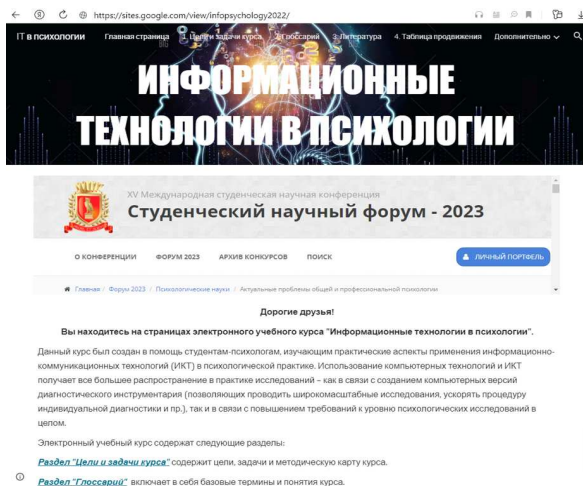 https://sites.google.com/view/infopsychology2022/
IT в психологии Главная страница 1. Цели и задачи курса 2. Глоссарий 3. Литература 4. Таблица продвижения Дополнительно
ИНФОРМАЦИОННЫЕ
ТЕХНОЛОГИИ В ПСИХОЛОГИИ
XV Международная студенческая научная конференция
Студенческий научный форум - 2023
О КОНФЕРЕНЦИИ ФОРУМ 2023 АРХИВ КОНКУРСОВ ПОИСК ЛИЧНЫЙ ПОРТФЕЛЬ
Главная / Форум 2023 / Психологические науки / Актуальные проблемы общей и профессиональной психологии
Дорогие друзья!
Вы находитесь на страницах электронного учебного курса "Информационные технологии в психологии".
Данный курс был создан в помощь студентам-психологам, изучающим практические аспекты применения информационно-
коммуникационных технологий (ИКТ) в психологической практике. Использование компьютерных технологий и ИКТ
получает все большее распространение в практике исследований – как в связи с созданием компьютерных версий
диагностического инструментария (позволяющих проводить широкомасштабные исследования, ускорять процедуру
индивидуальной диагностики и пр.), так и в связи с повышением требований к уровню психологических исследований в
целом.
Электронный учебный курс содержат следующие разделы:
Раздел "Цели и задачи курса" содержит цели, задачи и методическую карту курса.
Раздел "Глоссарий" включает в себя базовые термины и понятия курса.